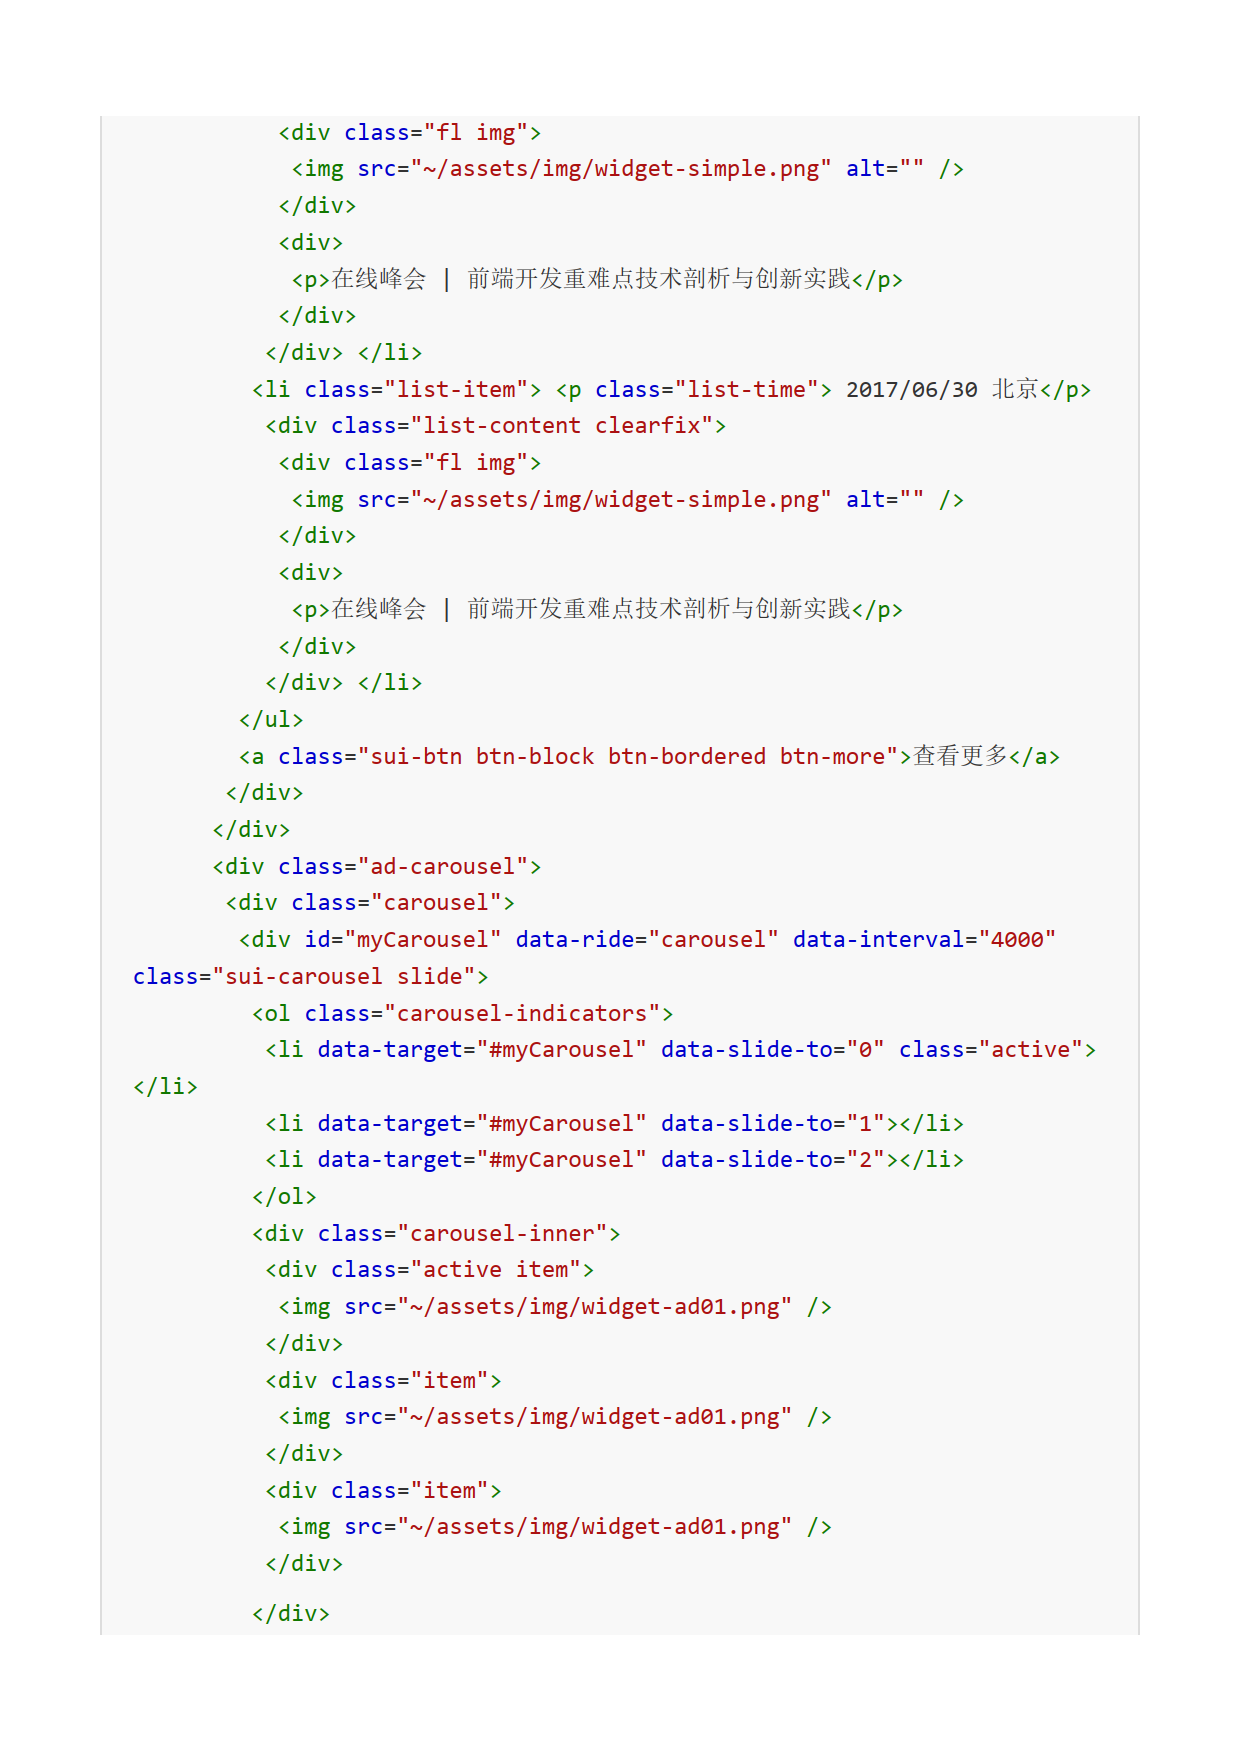 <div class="fl img">
<img src="~/assets/img/widget-simple.png" alt="" />
</div>
<div>
<p>在线峰会 | 前端开发重难点技术剖析与创新实践</p>
</div>
</div> </li>
<li class="list-item"> <p class="list-time"> 2017/06/30 北京</p>
<div class="list-content clearfix">
<div class="fl img">
<img src="~/assets/img/widget-simple.png" alt="" />
</div>
<div>
<p>在线峰会 | 前端开发重难点技术剖析与创新实践</p>
</div>
</div> </li>
</ul>
<a class="sui-btn btn-block btn-bordered btn-more">查看更多</a>
</div>
</div>
<div class="ad-carousel">
<div class="carousel">
<div id="myCarousel" data-ride="carousel" data-interval="4000"
class="sui-carousel slide">
<ol class="carousel-indicators">
<li data-target="#myCarousel" data-slide-to="0" class="active">
</li>
<li data-target="#myCarousel" data-slide-to="1"></li>
<li data-target="#myCarousel" data-slide-to="2"></li>
</ol>
<div class="carousel-inner">
<div class="active item">
<img src="~/assets/img/widget-ad01.png" />
</div>
<div class="item">
<img src="~/assets/img/widget-ad01.png" />
</div>
<div class="item">
<img src="~/assets/img/widget-ad01.png" />
</div>
</div>